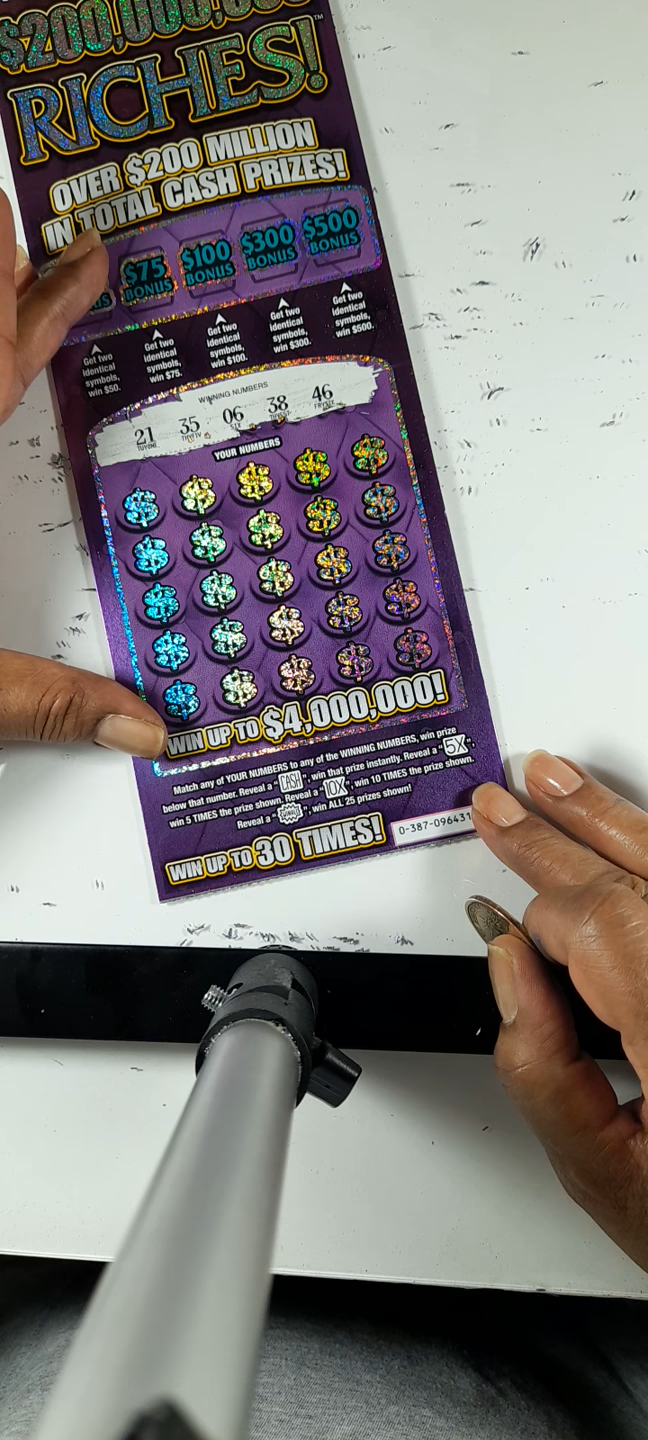 $200,000,000
RICHES!™
OVER $200 MILLION
IN TOTAL CASH PRIZES!
$75 BONUS
$100 BONUS
$300 BONUS
$500 BONUS
Get two identical symbols, win $50.
Get two identical symbols, win $75.
Get two identical symbols, win $100.
Get two identical symbols, win $300.
Get two identical symbols, win $500.
WINNING NUMBERS
21 35 06 38 46
YOUR NUMBERS
$ $ $ $ $
$ $ $ $ $
$ $ $ $ $
$ $ $ $ $
$ $ $ $ $
WIN UP TO $4,000,000!
Match any of YOUR NUMBERS to any of the WINNING NUMBERS, win prize
below that number. Reveal a "CASH", win that prize instantly. Reveal a "5X",
win 5 TIMES the prize shown. Reveal a "10X", win 10 TIMES the prize shown.
Reveal a " ", win ALL 25 prizes shown!
WIN UP TO 30 TIMES!
0-387-096431